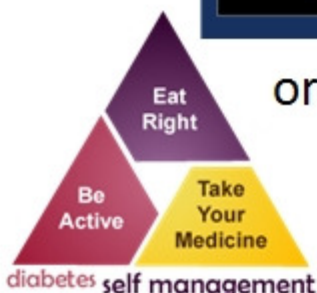 or
Eat
Right
Be
Active
Take
Your
Medicine
diabetes self management